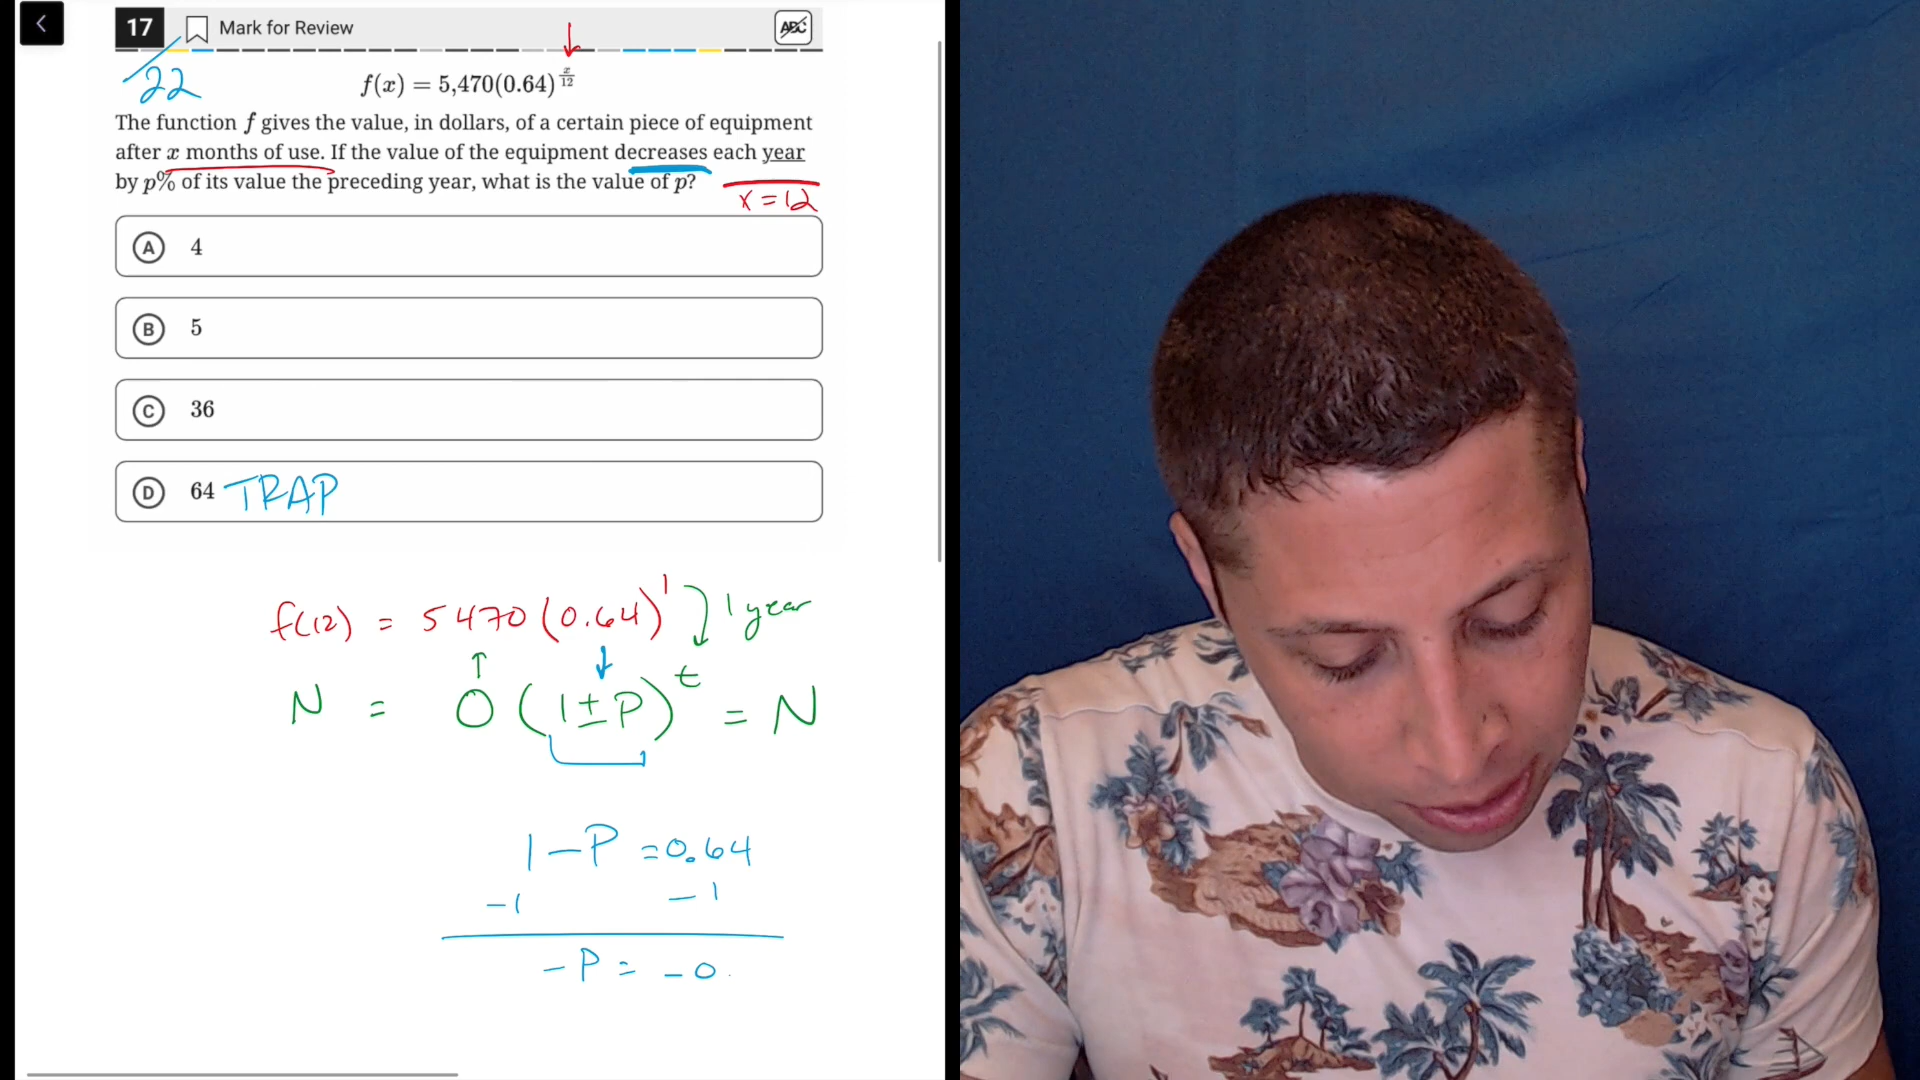 17 Mark for Review ABC
22
f(x) = 5,470(0.64)^{x/12}
The function f gives the value, in dollars, of a certain piece of equipment
after x months of use. If the value of the equipment decreases each year
by p% of its value the preceding year, what is the value of p?
x = 12
A 4
B 5
C 36
D 64 TRAP
f(12) = 5470(0.64)^1 1 year
N = O(1±P)^t = N
1 - P = 0.64
-1 -1
-P = -0.